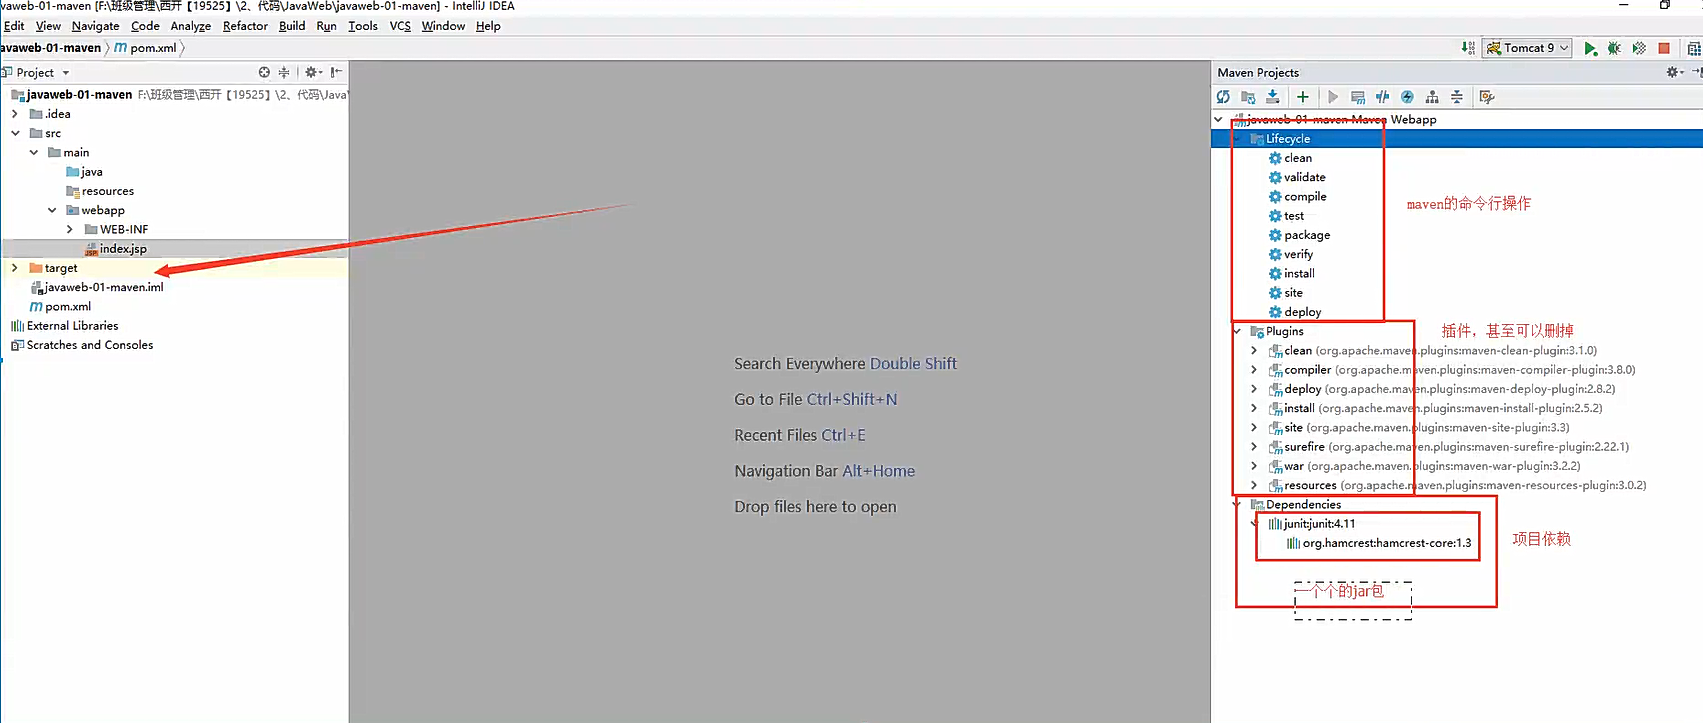 avaweb-01-maven [F:\班级管理\西开【19525】\2、代码\JavaWeb\javaweb-01-maven] - IntelliJ IDEA
Edit View Navigate Code Analyze Refactor Build Run Tools VCS Window Help
avaweb-01-maven pom.xml
Tomcat 9
Project
javaweb-01-maven F:\班级管理\西开【19525】\2、代码\Java
.idea
src
main
java
resources
webapp
WEB-INF
index.jsp
target
javaweb-01-maven.iml
pom.xml
External Libraries
Scratches and Consoles
Search Everywhere Double Shift
Go to File Ctrl+Shift+N
Recent Files Ctrl+E
Navigation Bar Alt+Home
Drop files here to open
Maven Projects
javaweb-01-maven Maven Webapp
Lifecycle
clean
validate
compile
test
package
verify
install
site
deploy
maven的命令行操作
Plugins
插件，甚至可以删掉
clean (org.apache.maven.plugins:maven-clean-plugin:3.1.0)
compiler (org.apache.maven.plugins:maven-compiler-plugin:3.8.0)
deploy (org.apache.maven.plugins:maven-deploy-plugin:2.8.2)
install (org.apache.maven.plugins:maven-install-plugin:2.5.2)
site (org.apache.maven.plugins:maven-site-plugin:3.3)
surefire (org.apache.maven.plugins:maven-surefire-plugin:2.22.1)
war (org.apache.maven.plugins:maven-war-plugin:3.2.2)
resources (org.apache.maven.plugins:maven-resources-plugin:3.0.2)
Dependencies
junit:junit:4.11
org.hamcrest:hamcrest-core:1.3
项目依赖
一个个的jar包